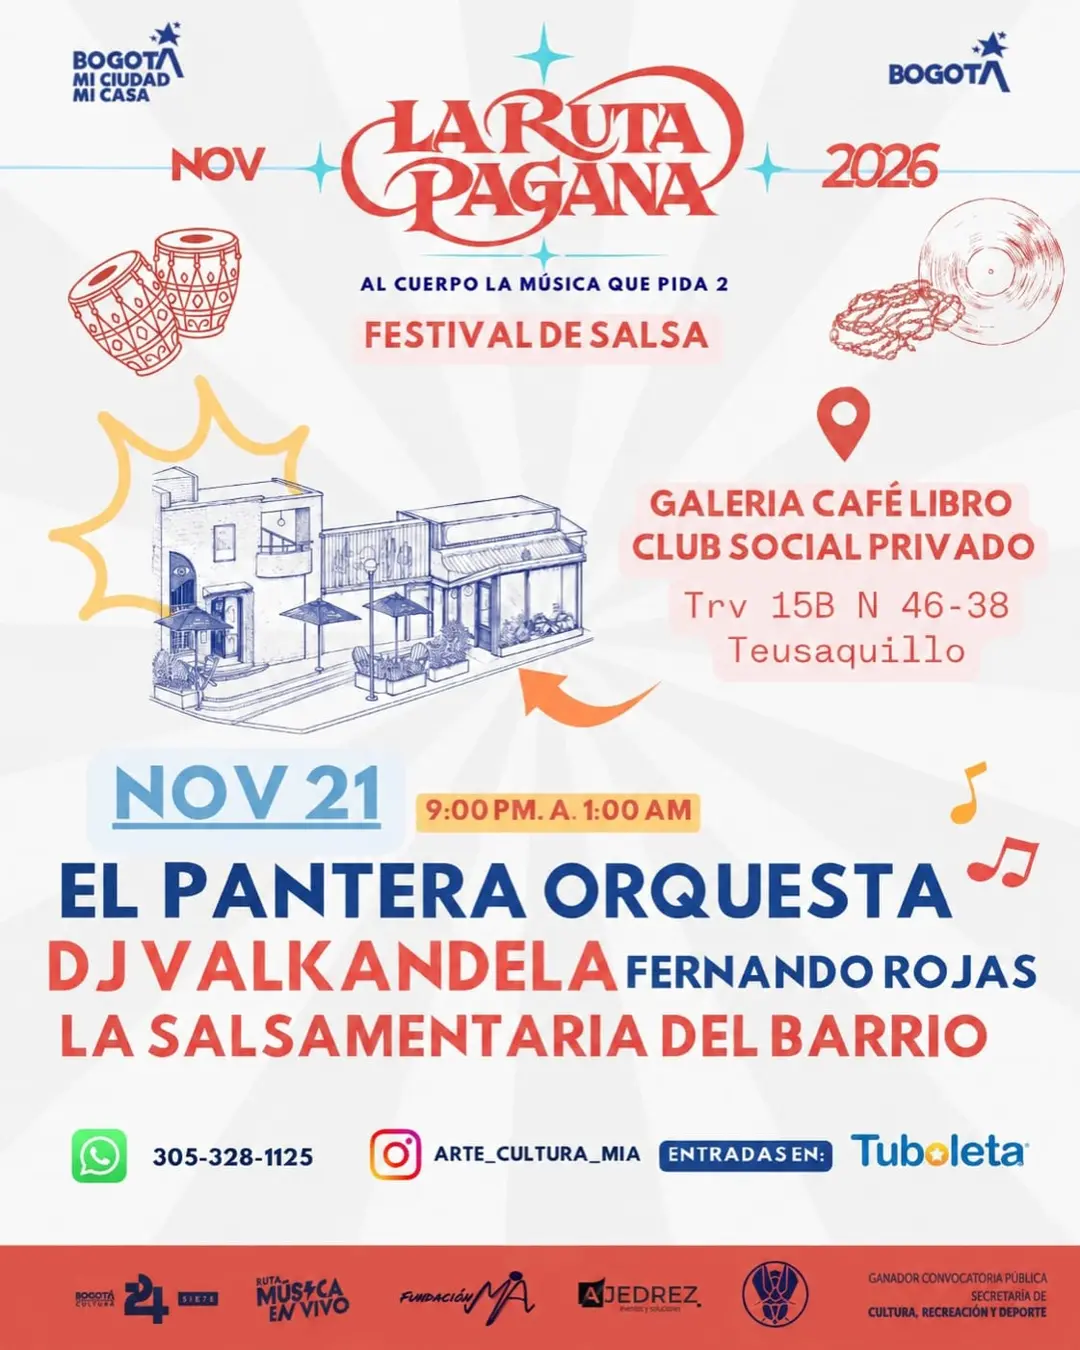 BOGOTÁ
MI CIUDAD
MI CASA
BOGOTÁ
NOV
LA RUTA
PAGANA
2026
AL CUERPO LA MÚSICA QUE PIDA 2
FESTIVAL DE SALSA
GALERIA CAFÉ LIBRO
CLUB SOCIAL PRIVADO
Trv 15B N 46-38
Teusaquillo
NOV 21
9:00 PM. A. 1:00 AM
EL PANTERA ORQUESTA
DJ VALKANDELA FERNANDO ROJAS
LA SALSAMENTARIA DEL BARRIO
305-328-1125
ARTE_CULTURA_MIA
ENTRADAS EN:
Tuboleta
BOGOTÁ
CULTURA
24
SIETE
RUTA
MÚSICA
EN VIVO
FUNDACIÓN MIA
AJEDREZ.
eventos y soluciones
GANADOR CONVOCATORIA PÚBLICA
SECRETARÍA DE
CULTURA, RECREACIÓN Y DEPORTE